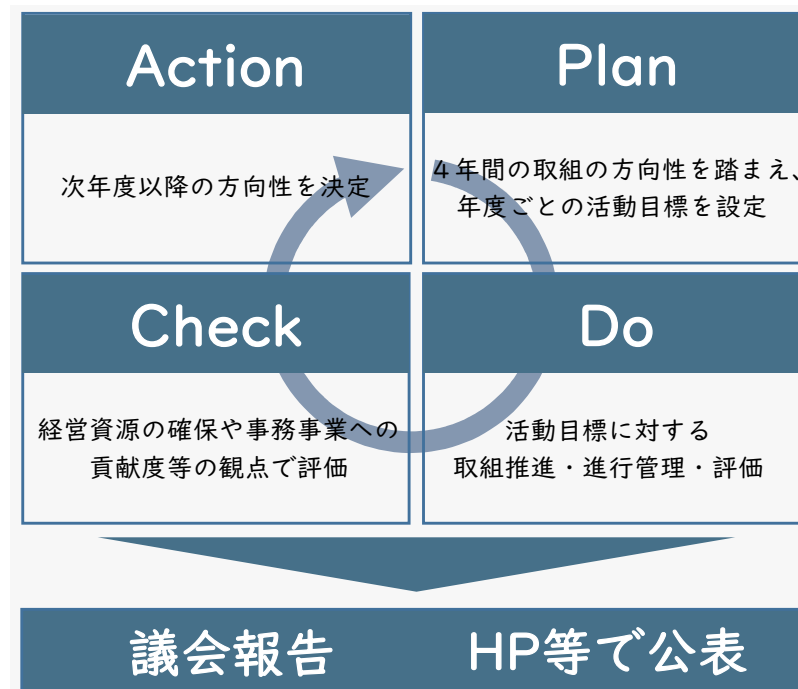 Action
次年度以降の方向性を決定
Plan
4年間の取組の方向性を踏まえ、
年度ごとの活動目標を設定
Check
経営資源の確保や事務事業への
貢献度等の観点で評価
Do
活動目標に対する
取組推進・進行管理・評価
議会報告
HP等で公表